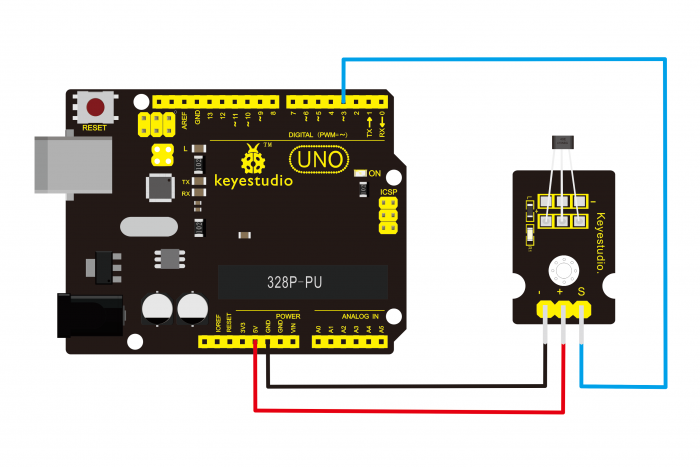 RESET
AREF
GND
13
12
~11
~10
~9
8
7
~6
~5
4
~3
2
TX→1
RX←0
DIGITAL (PWM=~)
L
TX
RX
TM
keyestudio
UNO
ON
ICSP
328P-PU
POWER
ANALOG IN
IOREF
RESET
3V3
5V
GND
GND
VIN
A0
A1
A2
A3
A4
A5
Keyestudio.
-
- + S